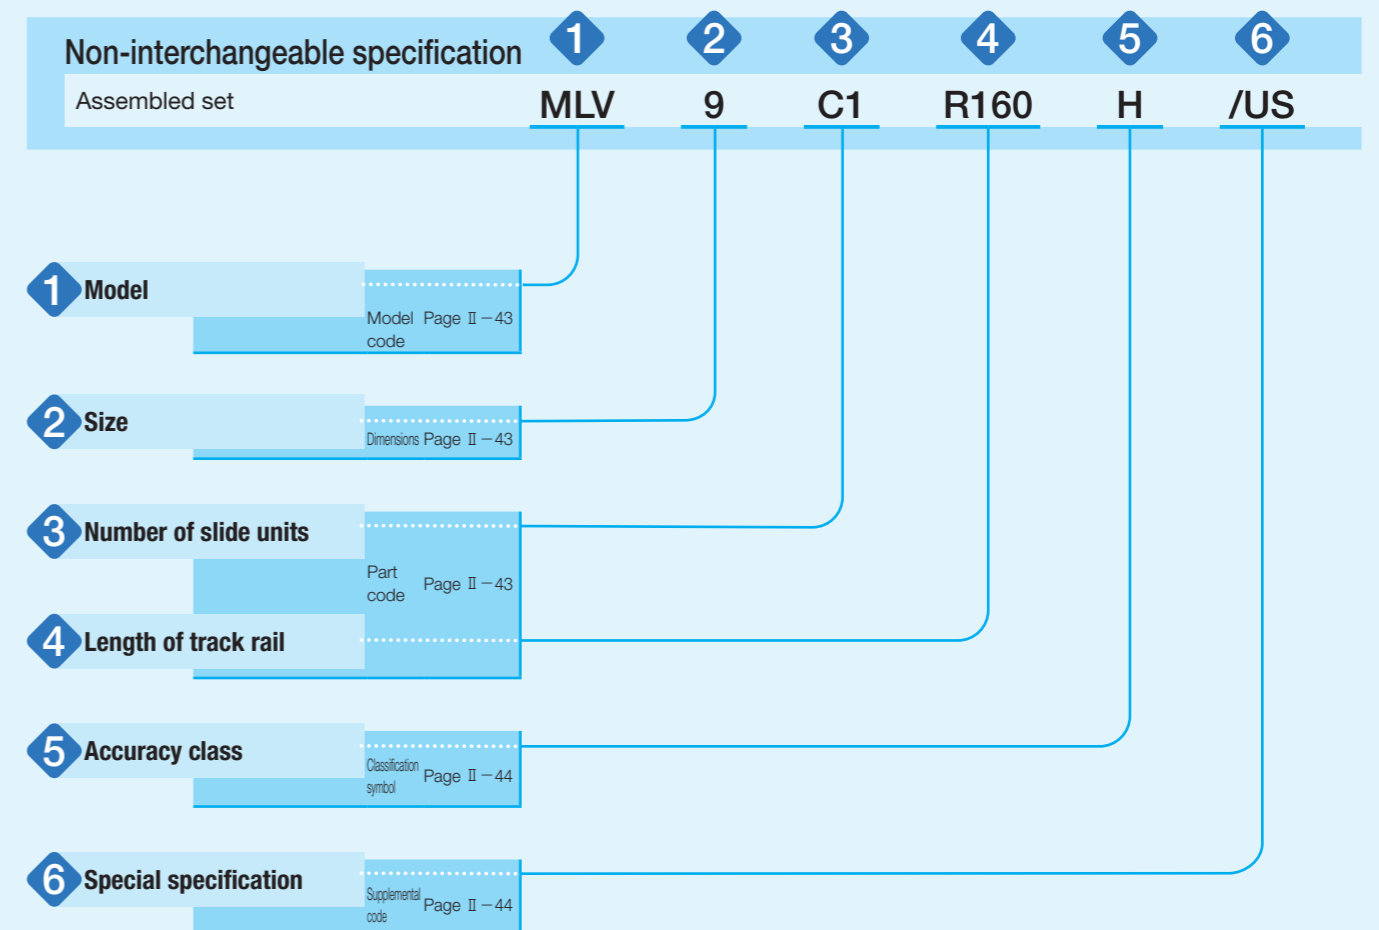 1 2 3 4 5 6
Non-interchangeable specification
Assembled set MLV 9 C1 R160 H /US
1 Model
Model code Page Ⅱ－43
2 Size
Dimensions Page Ⅱ－43
3 Number of slide units
Part code Page Ⅱ－43
4 Length of track rail
5 Accuracy class
Classification symbol Page Ⅱ－44
6 Special specification
Supplemental code Page Ⅱ－44